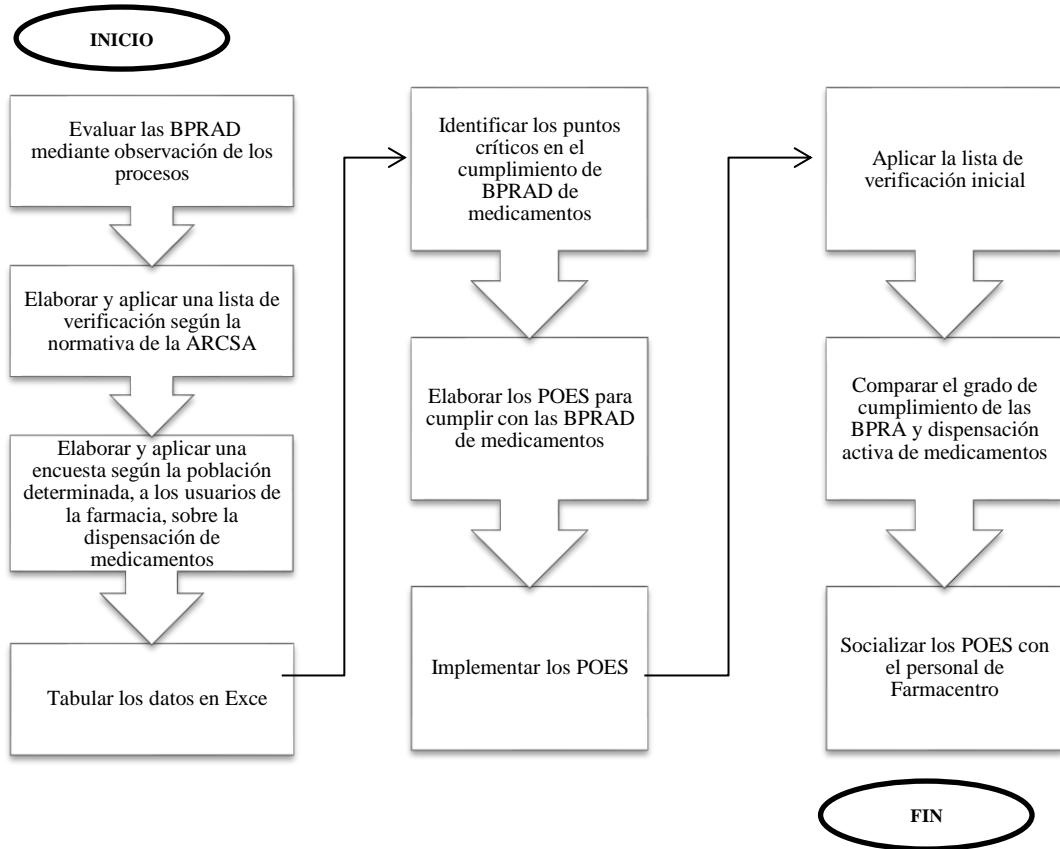 INICIO
Evaluar las BPRAD
mediante observación de los
procesos
Elaborar y aplicar una lista de
verificación según la
normativa de la ARCSA
Elaborar y aplicar una
encuesta según la población
determinada, a los usuarios de
la farmacia, sobre la
dispensación de
medicamentos
Tabular los datos en Exce
Identificar los puntos
críticos en el
cumplimiento de
BPRAD de
medicamentos
Elaborar los POES para
cumplir con las BPRAD
de medicamentos
Implementar los POES
Aplicar la lista de
verificación inicial
Comparar el grado de
cumplimiento de las
BPRA y dispensación
activa de medicamentos
Socializar los POES con
el personal de
Farmacentro
FIN